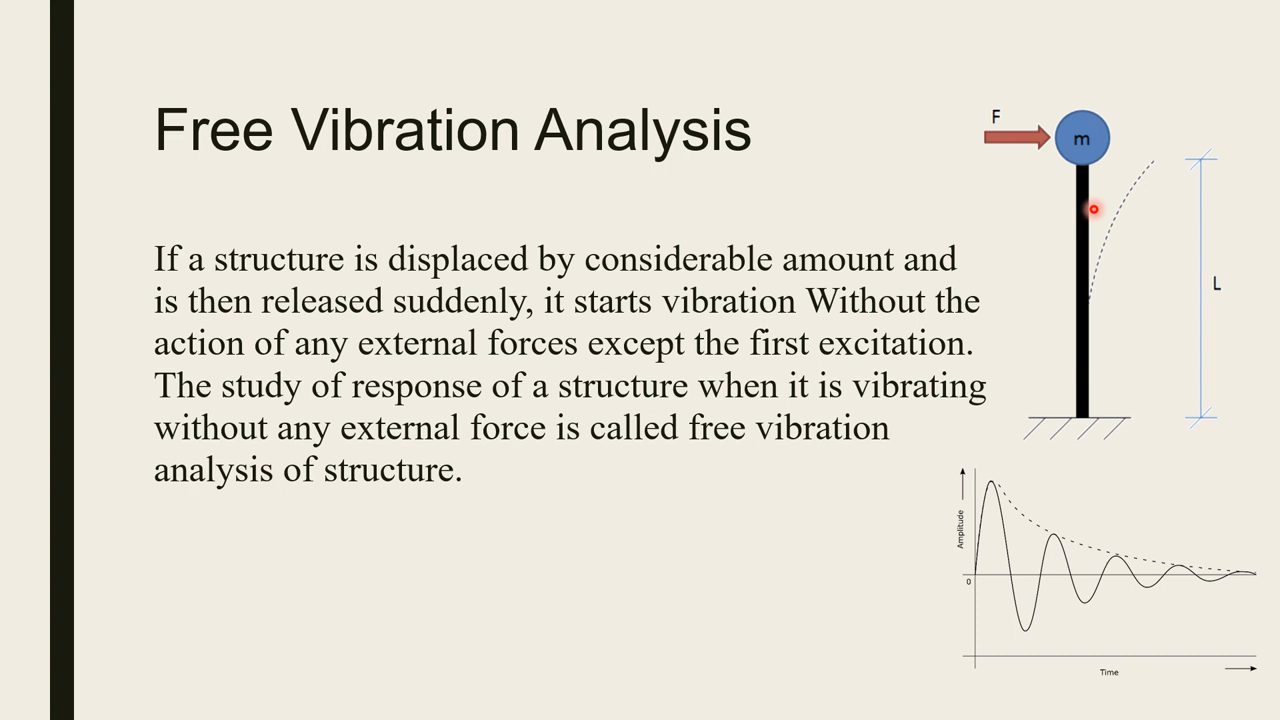 Free Vibration Analysis
If a structure is displaced by considerable amount and
is then released suddenly, it starts vibration Without the
action of any external forces except the first excitation.
The study of response of a structure when it is vibrating
without any external force is called free vibration
analysis of structure.
F
m
L
Amplitude
0
Time